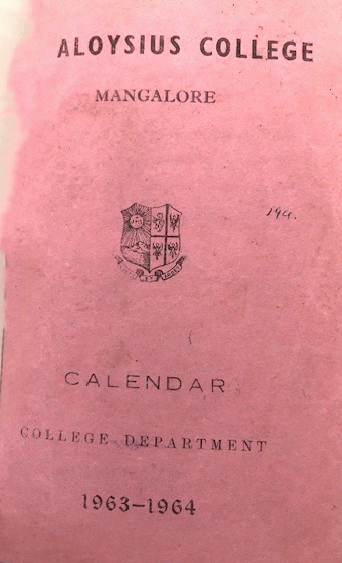 ALOYSIUS COLLEGE
MANGALORE
194.
CALENDAR
COLLEGE DEPARTMENT
1963–1964